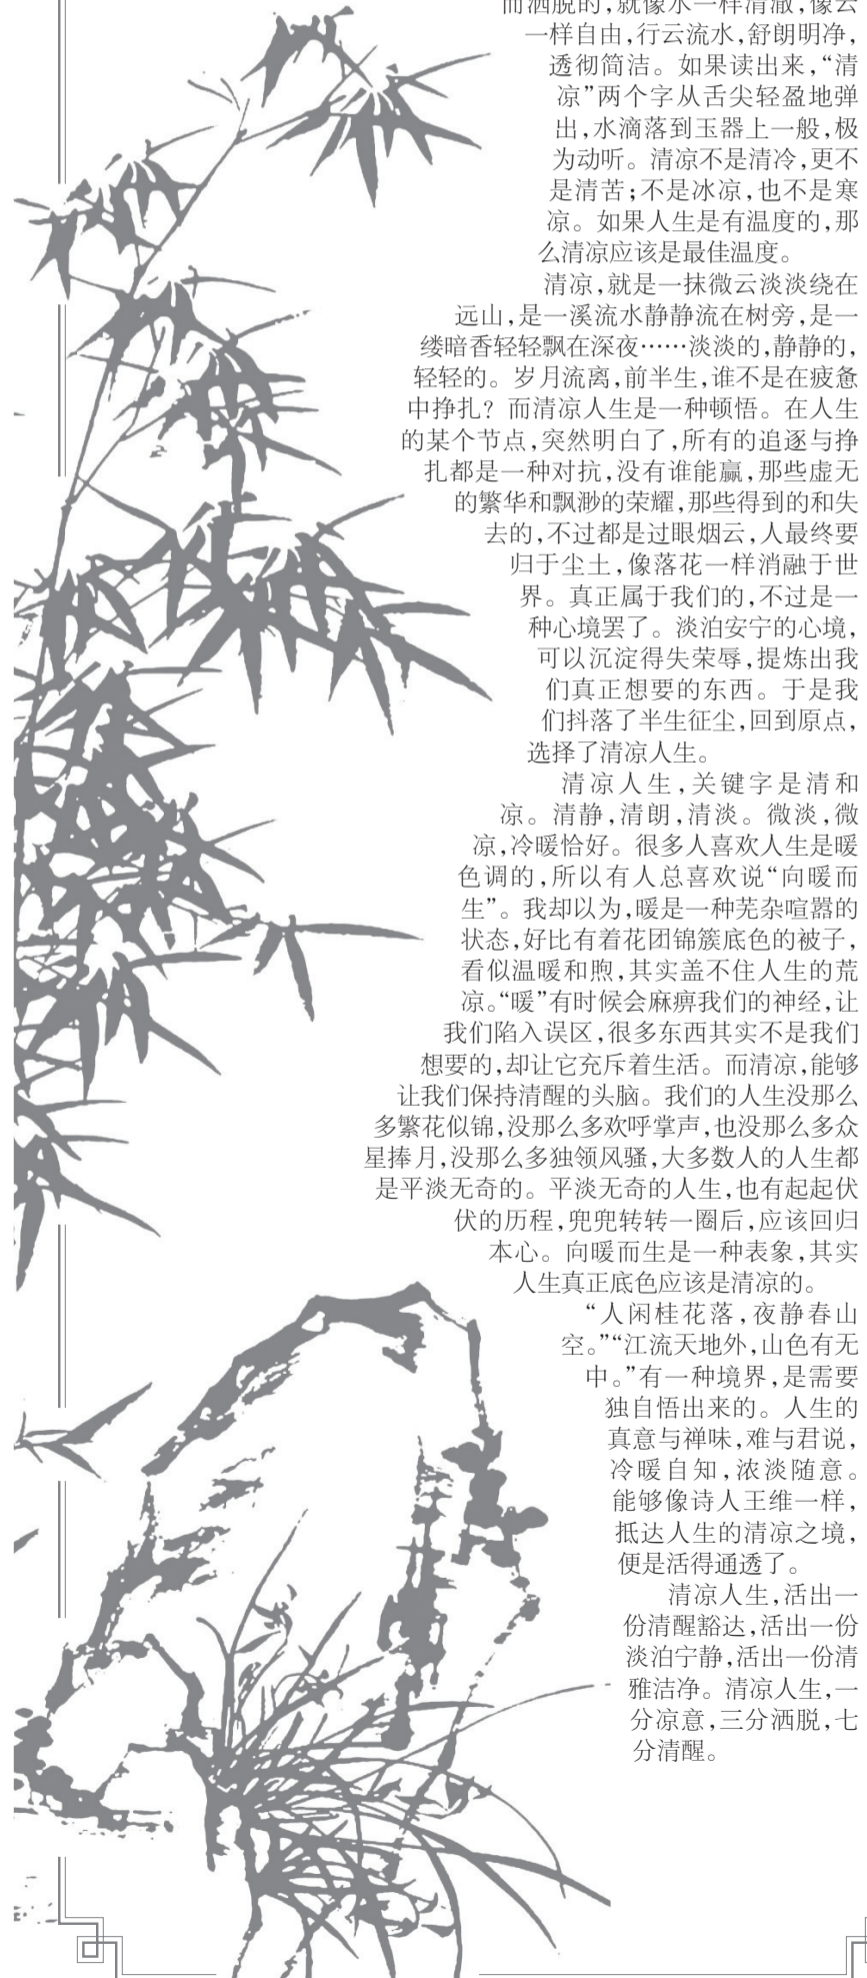 而洒脱的,就像水一样清澈,像云
一样自由,行云流水,舒朗明净,
透彻简洁。如果读出来,“清
凉”两个字从舌尖轻盈地弹
出,水滴落到玉器上一般,极
为动听。清凉不是清冷,更不
是清苦;不是冰凉,也不是寒
凉。如果人生是有温度的,那
么清凉应该是最佳温度。
清凉,就是一抹微云淡淡绕在
远山,是一溪流水静静流在树旁,是一
缕暗香轻轻飘在深夜……淡淡的,静静的,
轻轻的。岁月流离,前半生,谁不是在疲惫
中挣扎?而清凉人生是一种顿悟。在人生
的某个节点,突然明白了,所有的追逐与挣
扎都是一种对抗,没有谁能赢,那些虚无
的繁华和飘渺的荣耀,那些得到的和失
去的,不过都是过眼烟云,人最终要
归于尘土,像落花一样消融于世
界。真正属于我们的,不过是一
种心境罢了。淡泊安宁的心境,
可以沉淀得失荣辱,提炼出我
们真正想要的东西。于是我
们抖落了半生征尘,回到原点,
选择了清凉人生。
清凉人生,关键字是清和
凉。清静,清朗,清淡。微淡,微
凉,冷暖恰好。很多人喜欢人生是暖
色调的,所以有人总喜欢说“向暖而
生”。我却以为,暖是一种芜杂喧嚣的
状态,好比有着花团锦簇底色的被子,
看似温暖和煦,其实盖不住人生的荒
凉。“暖”有时候会麻痹我们的神经,让
我们陷入误区,很多东西其实不是我们
想要的,却让它充斥着生活。而清凉,能够
让我们保持清醒的头脑。我们的人生没那么
多繁花似锦,没那么多欢呼掌声,也没那么多众
星捧月,没那么多独领风骚,大多数人的人生都
是平淡无奇的。平淡无奇的人生,也有起起伏
伏的历程,兜兜转转一圈后,应该回归
本心。向暖而生是一种表象,其实
人生真正底色应该是清凉的。
“人闲桂花落,夜静春山
空。”“江流天地外,山色有无
中。”有一种境界,是需要
独自悟出来的。人生的
真意与禅味,难与君说,
冷暖自知,浓淡随意。
能够像诗人王维一样,
抵达人生的清凉之境,
便是活得通透了。
清凉人生,活出一
份清醒豁达,活出一份
淡泊宁静,活出一份清
雅洁净。清凉人生,一
分凉意,三分洒脱,七
分清醒。